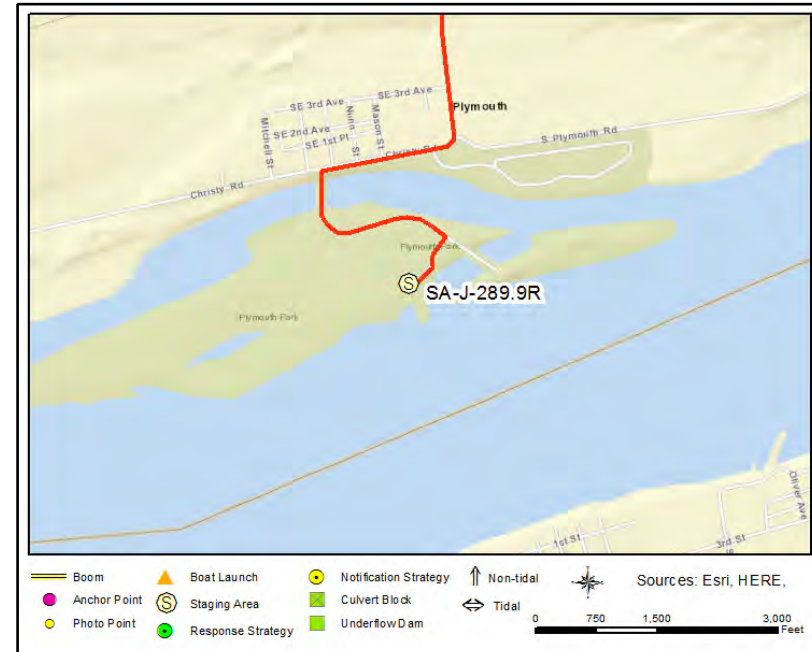 SE 3rd Ave
SE 3rd Ave
Plymouth
Mitchell St
Nunn St
Mason St
SE 2nd Ave
SE 1st Pl
S Plymouth Rd
Christy Rd
Christy Rd
Plymouth Park
SA-J-289.9R
S
Plymouth Park
Oliver Ave
1st St
3rd St
Boom
Boat Launch
Notification Strategy
Non-tidal
Sources: Esri, HERE,
Anchor Point
S
Staging Area
Culvert Block
Tidal
Photo Point
Response Strategy
Underflow Dam
0 750 1,500 3,000
Feet